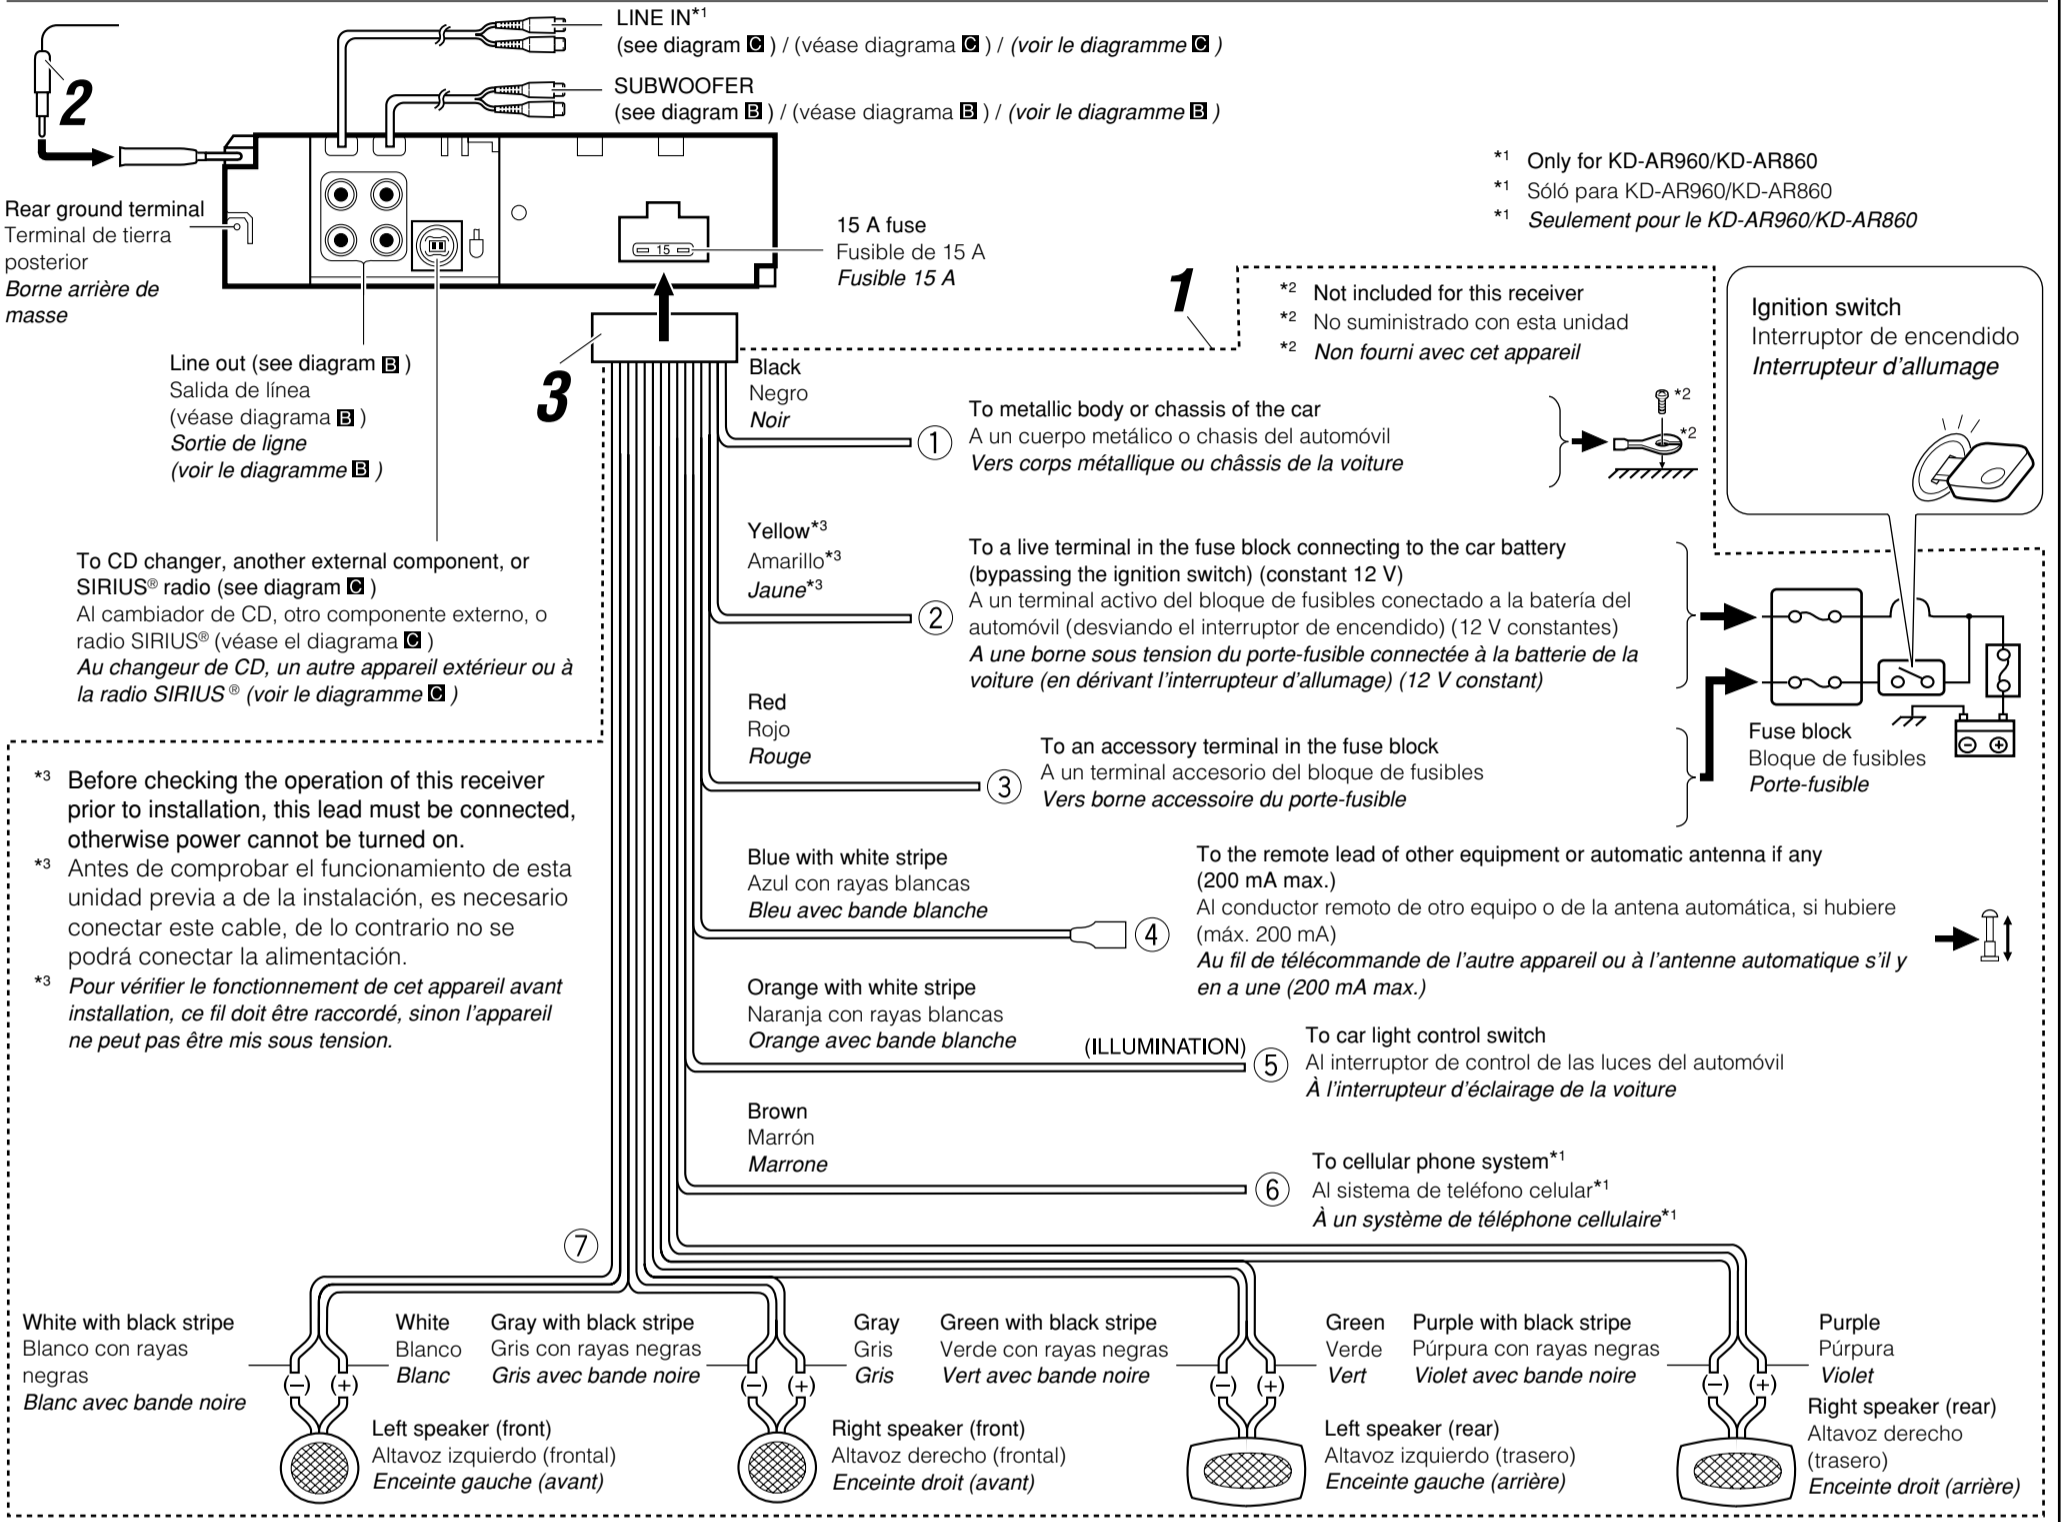 LINE IN*1
(see diagram C ) / (véase diagrama C ) / (voir le diagramme C )
SUBWOOFER
(see diagram B ) / (véase diagrama B ) / (voir le diagramme B )
2
*1 Only for KD-AR960/KD-AR860
*1 Sóló para KD-AR960/KD-AR860
*1 Seulement pour le KD-AR960/KD-AR860
Rear ground terminal
Terminal de tierra
posterior
Borne arrière de
masse
15
15 A fuse
Fusible de 15 A
Fusible 15 A
1
*2 Not included for this receiver
*2 No suministrado con esta unidad
*2 Non fourni avec cet appareil
Ignition switch
Interruptor de encendido
Interrupteur d'allumage
Line out (see diagram B )
Salida de línea
(véase diagrama B )
Sortie de ligne
(voir le diagramme B )
3
Black
Negro
Noir
1
To metallic body or chassis of the car
A un cuerpo metálico o chasis del automóvil
Vers corps métallique ou châssis de la voiture
*2
*2
To CD changer, another external component, or
SIRIUS® radio (see diagram C )
Al cambiador de CD, otro componente externo, o
radio SIRIUS® (véase el diagrama C )
Au changeur de CD, un autre appareil extérieur ou à
la radio SIRIUS ® (voir le diagramme C )
Yellow*3
Amarillo*3
Jaune*3
2
To a live terminal in the fuse block connecting to the car battery
(bypassing the ignition switch) (constant 12 V)
A un terminal activo del bloque de fusibles conectado a la batería del
automóvil (desviando el interruptor de encendido) (12 V constantes)
A une borne sous tension du porte-fusible connectée à la batterie de la
voiture (en dérivant l'interrupteur d'allumage) (12 V constant)
Red
Rojo
Rouge
3
To an accessory terminal in the fuse block
A un terminal accesorio del bloque de fusibles
Vers borne accessoire du porte-fusible
Fuse block
Bloque de fusibles
Porte-fusible
*3 Before checking the operation of this receiver
prior to installation, this lead must be connected,
otherwise power cannot be turned on.
*3 Antes de comprobar el funcionamiento de esta
unidad previa a de la instalación, es necesario
conectar este cable, de lo contrario no se
podrá conectar la alimentación.
*3 Pour vérifier le fonctionnement de cet appareil avant
installation, ce fil doit être raccordé, sinon l'appareil
ne peut pas être mis sous tension.
Blue with white stripe
Azul con rayas blancas
Bleu avec bande blanche
4
To the remote lead of other equipment or automatic antenna if any
(200 mA max.)
Al conductor remoto de otro equipo o de la antena automática, si hubiere
(máx. 200 mA)
Au fil de télécommande de l'autre appareil ou à l'antenne automatique s'il y
en a une (200 mA max.)
Orange with white stripe
Naranja con rayas blancas
Orange avec bande blanche
(ILLUMINATION)
5
To car light control switch
Al interruptor de control de las luces del automóvil
À l'interrupteur d'éclairage de la voiture
Brown
Marrón
Marrone
6
To cellular phone system*1
Al sistema de teléfono celular*1
À un système de téléphone cellulaire*1
7
White with black stripe
Blanco con rayas
negras
Blanc avec bande noire
White
Blanco
Blanc
Left speaker (front)
Altavoz izquierdo (frontal)
Enceinte gauche (avant)
Gray with black stripe
Gris con rayas negras
Gris avec bande noire
Gray
Gris
Gris
Right speaker (front)
Altavoz derecho (frontal)
Enceinte droit (avant)
Green with black stripe
Verde con rayas negras
Vert avec bande noire
Green
Verde
Vert
Left speaker (rear)
Altavoz izquierdo (trasero)
Enceinte gauche (arrière)
Purple with black stripe
Púrpura con rayas negras
Violet avec bande noire
Purple
Púrpura
Violet
Right speaker (rear)
Altavoz derecho
(trasero)
Enceinte droit (arrière)